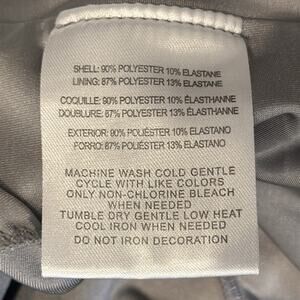 SHELL: 90% POLYESTER 10% ELASTANE
LINING: 87% POLYESTER 13% ELASTANE
COQUILLE: 90% POLYESTER 10% ÉLASTHANNE
DOUBLURE: 87% POLYESTER 13% ÉLASTHANNE
EXTERIOR: 90% POLIÉSTER 10% ELASTANO
FORRO: 87% POLIÉSTER 13% ELASTANO
MACHINE WASH COLD GENTLE
CYCLE WITH LIKE COLORS
ONLY NON-CHLORINE BLEACH
WHEN NEEDED
TUMBLE DRY GENTLE LOW HEAT
COOL IRON WHEN NEEDED
DO NOT IRON DECORATION